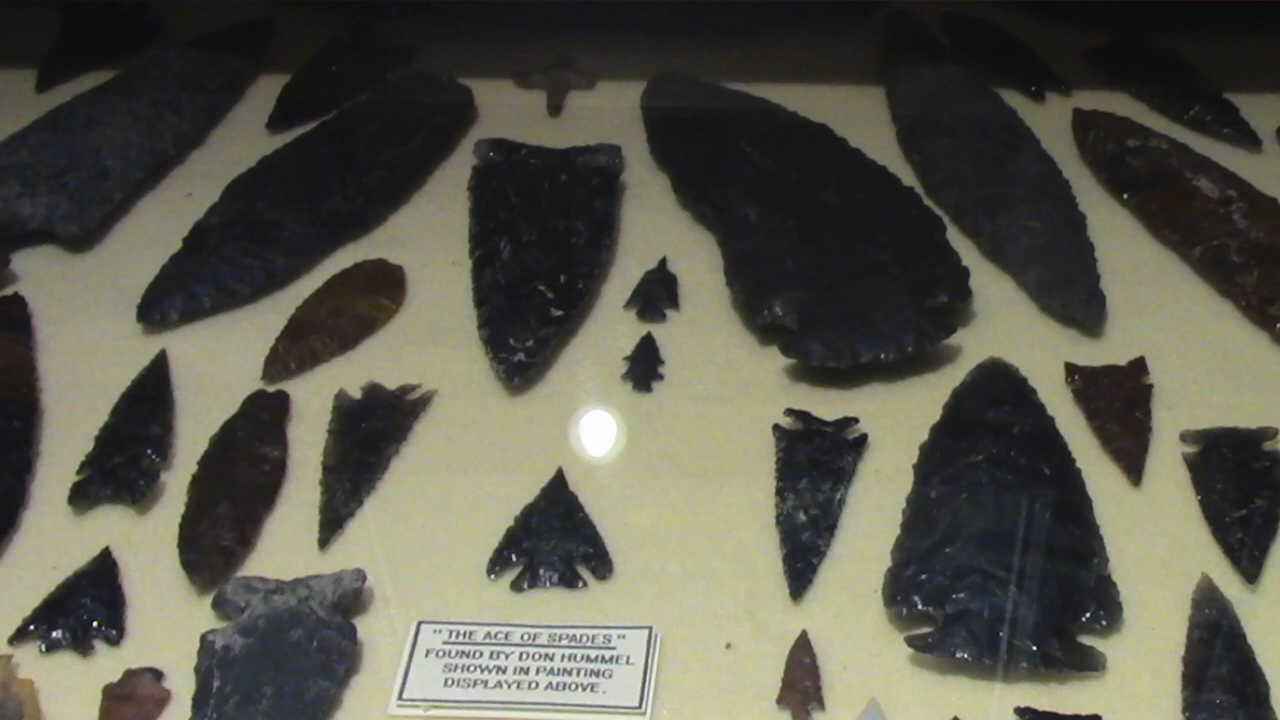 "THE ACE OF SPADES"
FOUND BY DON HUMMEL
SHOWN IN PAINTING
DISPLAYED ABOVE.